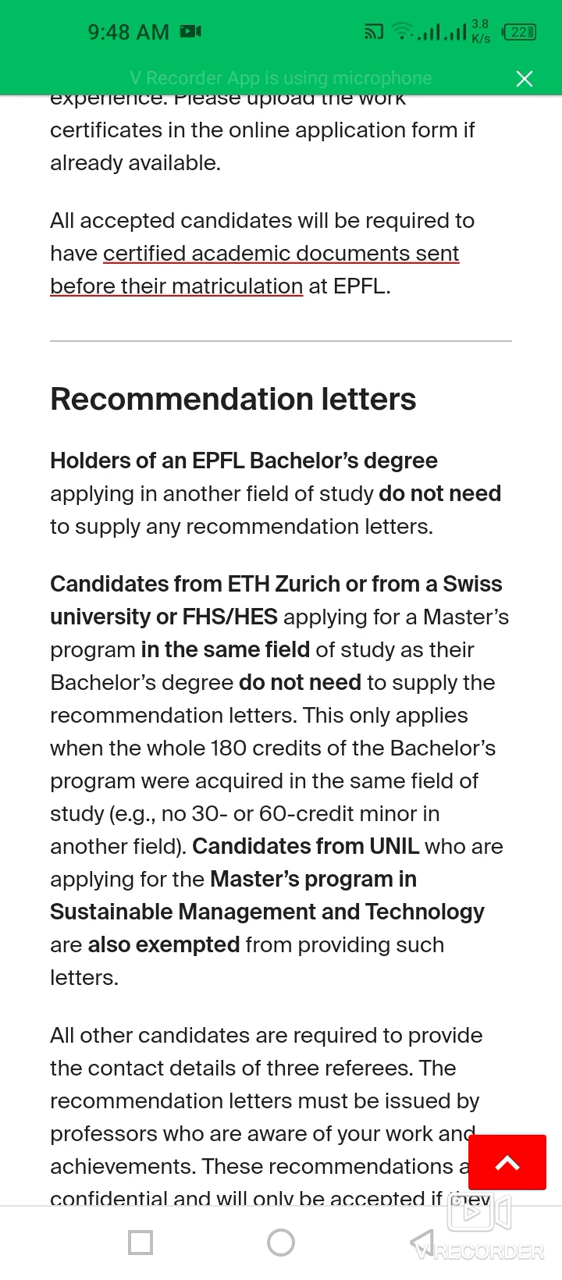 9:48 AM
3.8
K/s
22
V Recorder App is using microphone
experience. Please upload the work
certificates in the online application form if
already available.
All accepted candidates will be required to
have certified academic documents sent
before their matriculation at EPFL.
Recommendation letters
Holders of an EPFL Bachelor’s degree
applying in another field of study do not need
to supply any recommendation letters.
Candidates from ETH Zurich or from a Swiss
university or FHS/HES applying for a Master’s
program in the same field of study as their
Bachelor’s degree do not need to supply the
recommendation letters. This only applies
when the whole 180 credits of the Bachelor’s
program were acquired in the same field of
study (e.g., no 30- or 60-credit minor in
another field). Candidates from UNIL who are
applying for the Master’s program in
Sustainable Management and Technology
are also exempted from providing such
letters.
All other candidates are required to provide
the contact details of three referees. The
recommendation letters must be issued by
professors who are aware of your work and
achievements. These recommendations a
confidential and will only be accepted if they
VRECORDER